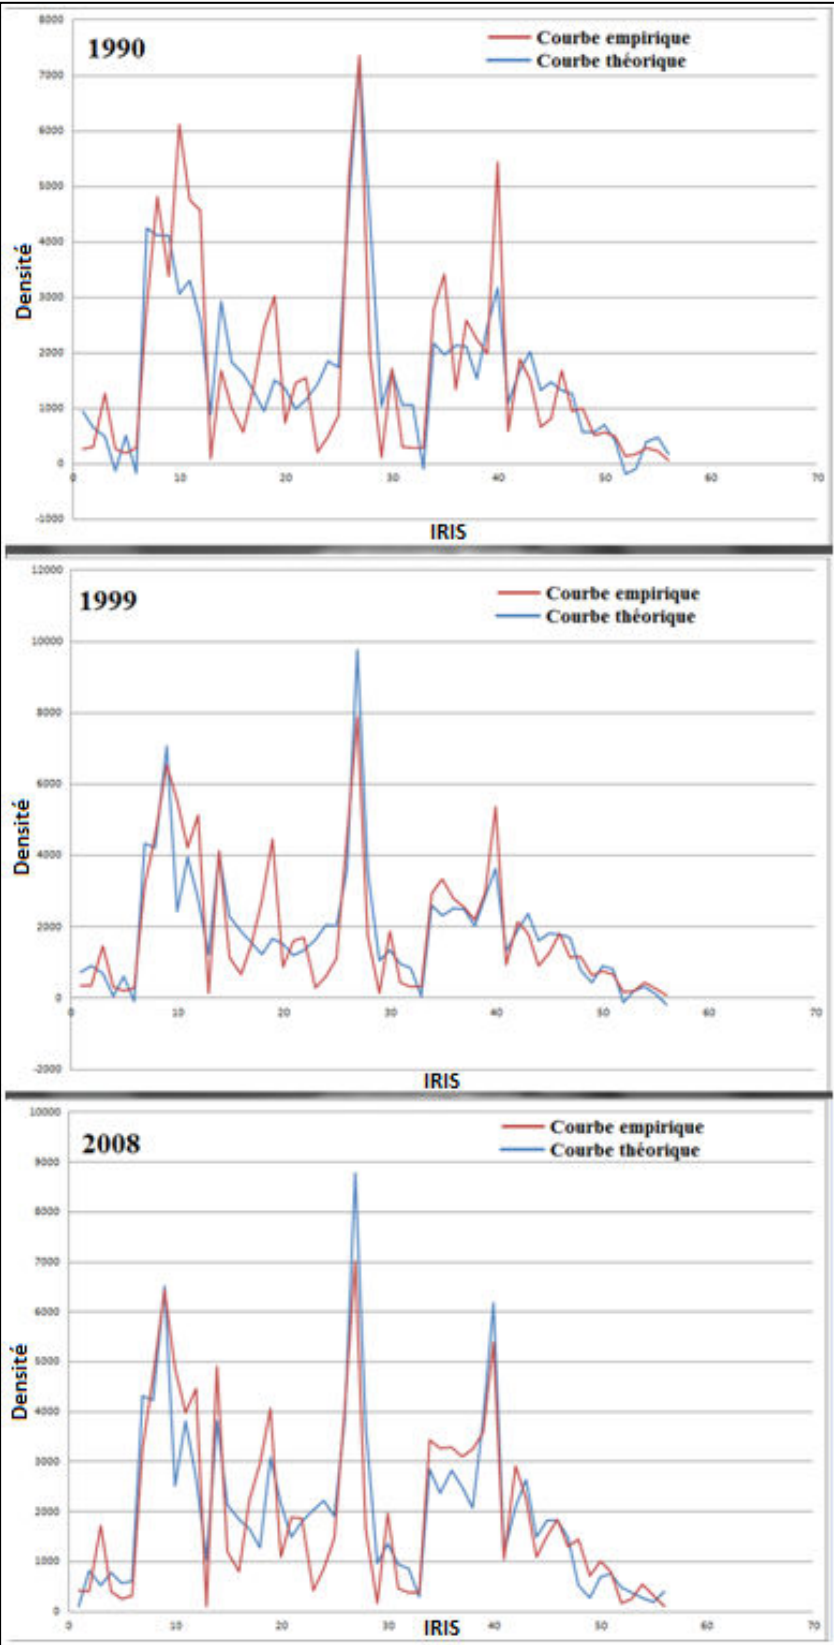 8000
1990
Courbe empirique
Courbe théorique
7000
6000
5000
4000
Densité
3000
2000
1000
0
0 10 20 30 40 50 60 70
-1000
IRIS
12000
1999
Courbe empirique
Courbe théorique
10000
8000
6000
Densité
4000
2000
0
0 10 20 30 40 50 60 70
-2000
IRIS
10000
2008
Courbe empirique
Courbe théorique
9000
8000
7000
6000
5000
Densité
4000
3000
2000
1000
0
0 10 20 30 40 50 60 70
IRIS